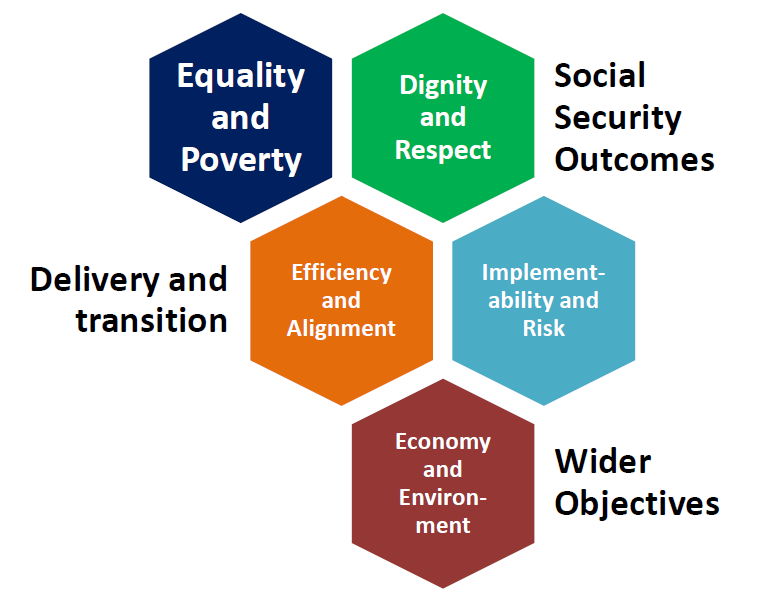 Equality
and
Poverty
Dignity
and
Respect
Social
Security
Outcomes
Delivery and
transition
Efficiency
and
Alignment
Implement-
ability and
Risk
Economy
and
Environ-
ment
Wider
Objectives